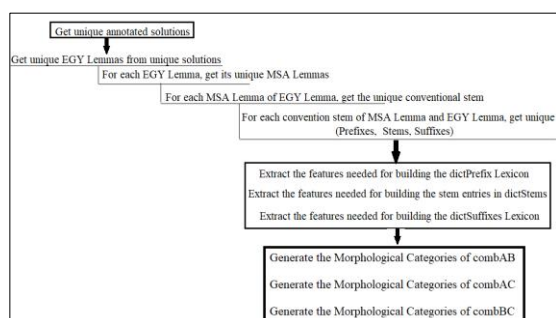 Get unique annotated solutions
Get unique EGY Lemmas from unique solutions
For each EGY Lemma, get its unique MSA Lemmas
For each MSA Lemma of EGY Lemma, get the unique conventional stem
For each convention stem of MSA Lemma and EGY Lemma, get unique
(Prefixes, Stems, Suffixes)
Extract the features needed for building the dictPrefix Lexicon
Extract the features needed for building the stem entries in dictStems
Extract the features needed for building the dictSuffixes Lexicon
Generate the Morphological Categories of combAB
Generate the Morphological Categories of combAC
Generate the Morphological Categories of combBC